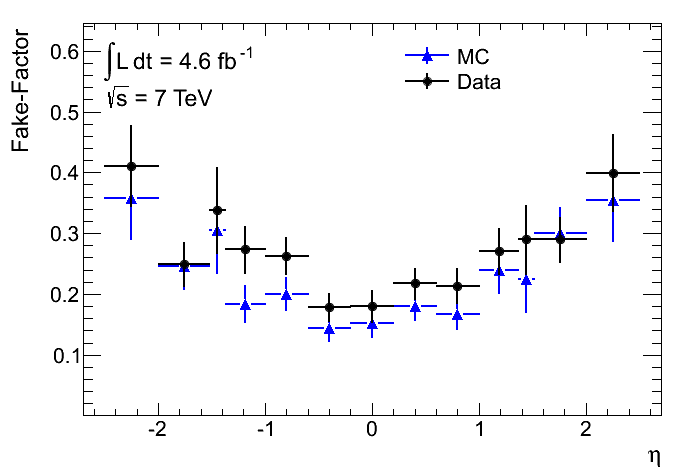 Fake-Factor
0.6
0.5
0.4
0.3
0.2
0.1
∫L dt = 4.6 fb⁻¹
√s = 7 TeV
MC
Data
-2 -1 0 1 2
η